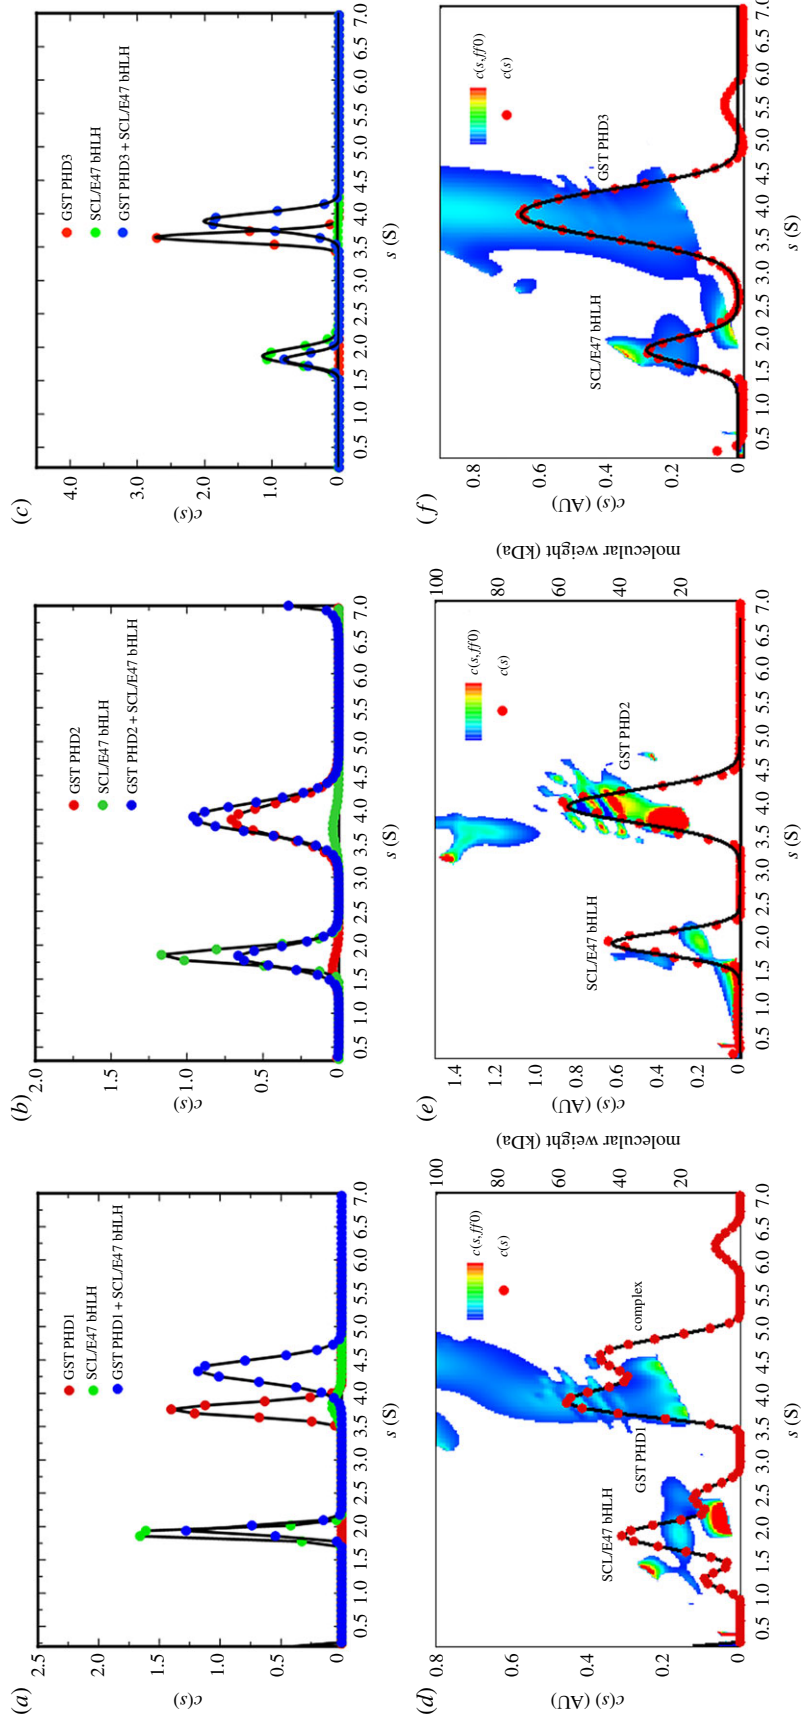 (a)
2.5
2.0
1.5
1.0
0.5
0
c(s)
GST PHD1
SCL/E47 bHLH
GST PHD1 + SCL/E47 bHLH
0.5 1.0 1.5 2.0 2.5 3.0 3.5 4.0 4.5 5.0 5.5 6.0 6.5 7.0
s (S)
(b)
2.0
1.5
1.0
0.5
0
c(s)
GST PHD2
SCL/E47 bHLH
GST PHD2 + SCL/E47 bHLH
0.5 1.0 1.5 2.0 2.5 3.0 3.5 4.0 4.5 5.0 5.5 6.0 6.5 7.0
s (S)
(c)
4.0
3.0
2.0
1.0
0
c(s)
GST PHD3
SCL/E47 bHLH
GST PHD3 + SCL/E47 bHLH
0.5 1.0 1.5 2.0 2.5 3.0 3.5 4.0 4.5 5.0 5.5 6.0 6.5 7.0
s (S)
(d)
0.8
0.6
0.4
0.2
0
c(s) (AU)
c(s,ff0)
c(s)
SCL/E47 bHLH
GST PHD1
complex
100
80
60
40
20
molecular weight (kDa)
0.5 1.0 1.5 2.0 2.5 3.0 3.5 4.0 4.5 5.0 5.5 6.0 6.5 7.0
s (S)
(e)
1.4
1.2
1.0
0.8
0.6
0.4
0.2
0
c(s) (AU)
c(s,ff0)
c(s)
SCL/E47 bHLH
GST PHD2
100
80
60
40
20
molecular weight (kDa)
0.5 1.0 1.5 2.0 2.5 3.0 3.5 4.0 4.5 5.0 5.5 6.0 6.5 7.0
s (S)
(f)
0.8
0.6
0.4
0.2
0
c(s) (AU)
c(s,ff0)
c(s)
SCL/E47 bHLH
GST PHD3
0.5 1.0 1.5 2.0 2.5 3.0 3.5 4.0 4.5 5.0 5.5 6.0 6.5 7.0
s (S)